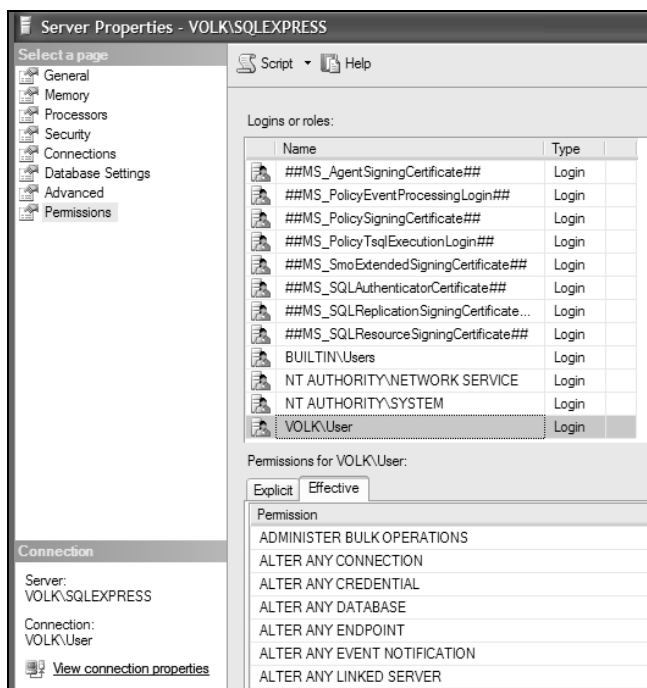 Server Properties - VOLK\SQLEXPRESS
Select a page
General
Memory
Processors
Security
Connections
Database Settings
Advanced
Permissions
Script Help
Logins or roles:
Name Type
##MS_AgentSigningCertificate## Login
##MS_PolicyEventProcessingLogin## Login
##MS_PolicySigningCertificate## Login
##MS_PolicyTsqlExecutionLogin## Login
##MS_SmoExtendedSigningCertificate## Login
##MS_SQLAuthenticatorCertificate## Login
##MS_SQLReplicationSigningCertificate... Login
##MS_SQLResourceSigningCertificate## Login
BUILTIN\Users Login
NT AUTHORITY\NETWORK SERVICE Login
NT AUTHORITY\SYSTEM Login
VOLK\User Login
Permissions for VOLK\User:
Explicit Effective
Permission
ADMINISTER BULK OPERATIONS
ALTER ANY CONNECTION
ALTER ANY CREDENTIAL
ALTER ANY DATABASE
ALTER ANY ENDPOINT
ALTER ANY EVENT NOTIFICATION
ALTER ANY LINKED SERVER
Connection
Server:
VOLK\SQLEXPRESS
Connection:
VOLK\User
View connection properties